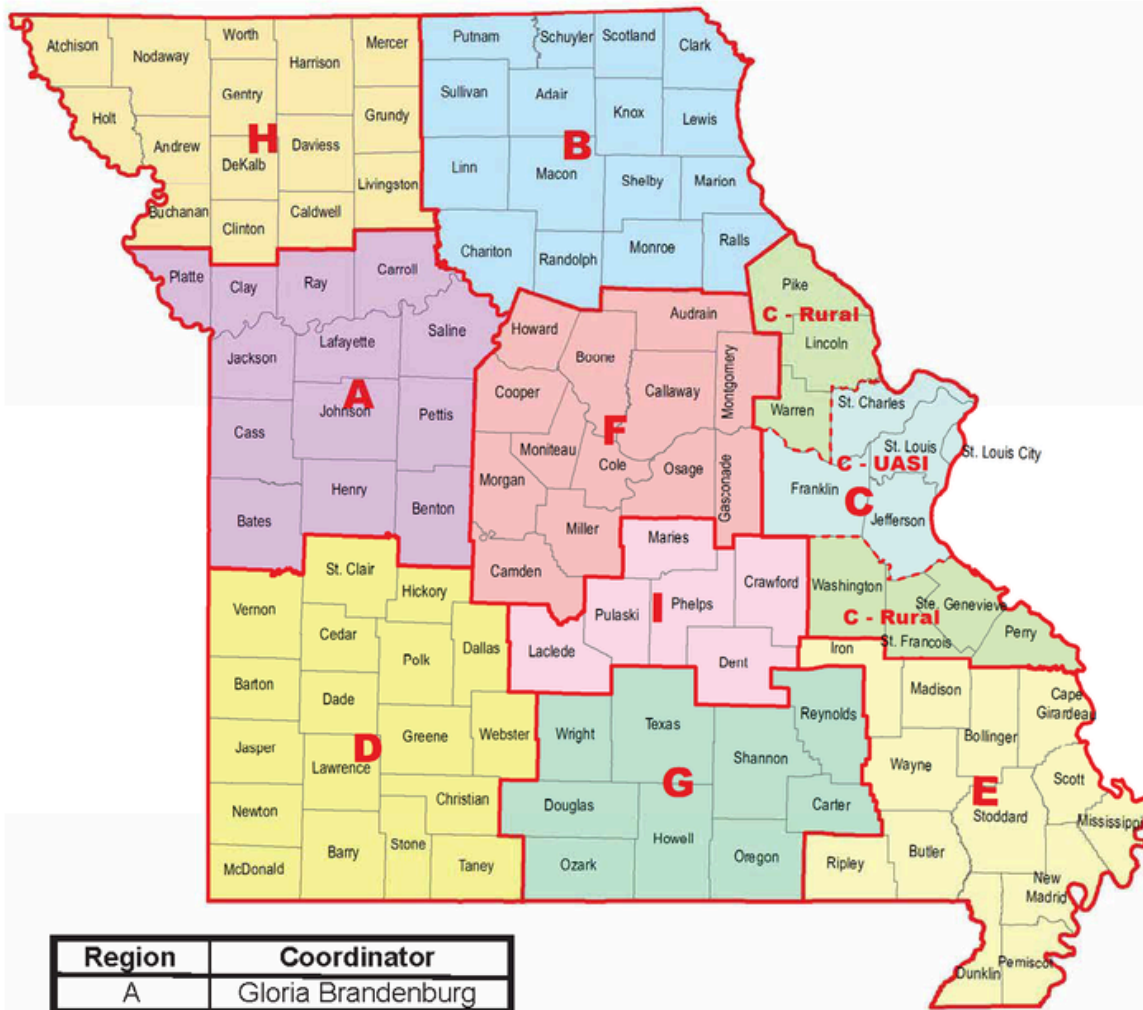 Atchison
Nodaway
Worth
Harrison
Mercer
Putnam
Schuyler
Scotland
Clark
Holt
Gentry
Grundy
Sullivan
Adair
Knox
Lewis
Andrew
H
DeKalb
Daviess
Livingston
Linn
B
Macon
Shelby
Marion
Buchanan
Clinton
Caldwell
Chariton
Randolph
Monroe
Ralls
Platte
Clay
Ray
Carroll
Saline
Howard
Boone
Audrain
Pike
C - Rural
Lincoln
Jackson
Lafayette
A
Johnson
Pettis
Cooper
Callaway
Montgomery
Warren
St. Charles
Cass
F
Moniteau
Cole
Osage
Gasconade
St. Louis
St. Louis City
C - UASI
Franklin
C
Jefferson
Bates
Henry
Benton
Morgan
Miller
Camden
Maries
Crawford
Washington
C - Rural
Ste. Genevieve
St. Francois
Perry
Vernon
St. Clair
Hickory
Pulaski
I
Phelps
Laclede
Dent
Iron
Cedar
Polk
Dallas
Barton
Dade
Madison
Cape
Girardeau
Bollinger
Jasper
Lawrence
D
Greene
Webster
Wright
Texas
Reynolds
Shannon
G
Wayne
E
Scott
Stoddard
Mississippi
Newton
Christian
Douglas
Howell
Carter
McDonald
Barry
Stone
Taney
Ozark
Oregon
Ripley
Butler
New
Madrid
Dunklin
Pemiscot
Region Coordinator
A Gloria Brandenburg